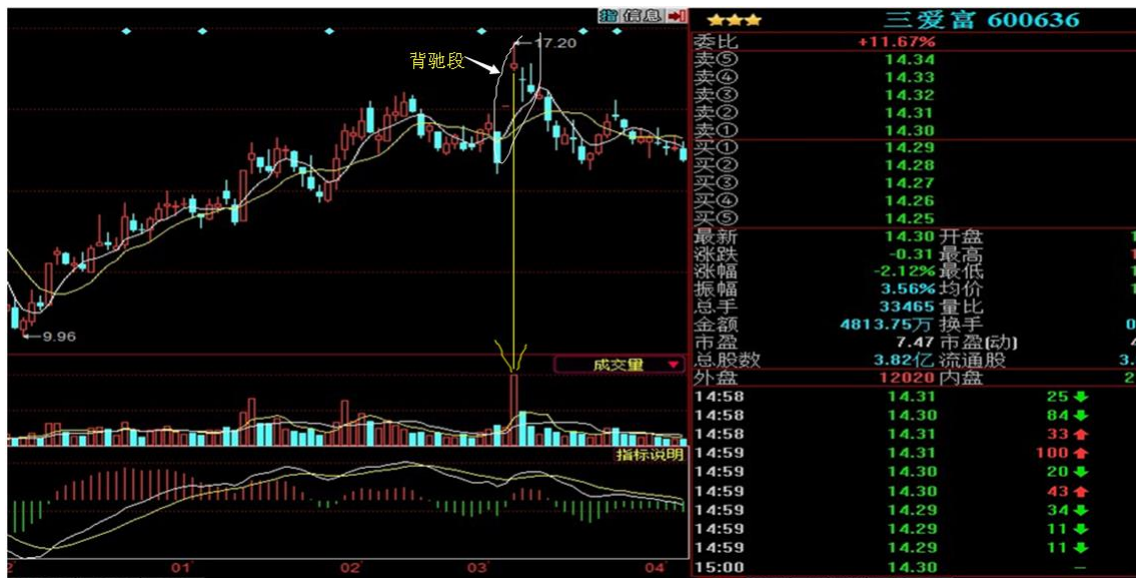 指 信息
三爱富 600636
17.20
背驰段
9.96
成交量
指标说明
01
02
03
04
委比 +11.67%
卖⑤ 14.34
卖④ 14.33
卖③ 14.32
卖② 14.31
卖① 14.30
买① 14.29
买② 14.28
买③ 14.27
买④ 14.26
买⑤ 14.25
最新 14.30 开盘 1
涨跌 -0.31 最高 1
涨幅 -2.12% 最低 1
振幅 3.56% 均价 1
总手 33465 量比
金额 4813.75万 换手 0
市盈 7.47 市盈(动) 4
总股数 3.82亿 流通股 3.
外盘 12020 内盘 2
14:58 14.31 25
14:58 14.30 84
14:58 14.31 33
14:59 14.31 100
14:59 14.30 20
14:59 14.30 43
14:59 14.29 34
14:59 14.29 11
14:59 14.29 11
15:00 14.30 —